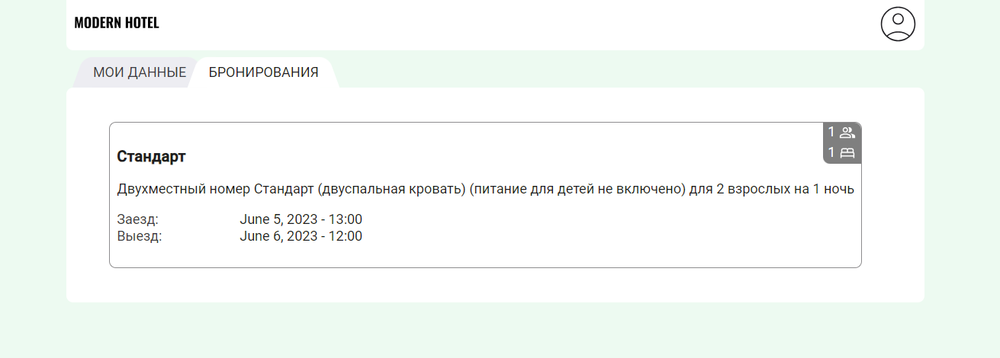 MODERN HOTEL
МОИ ДАННЫЕ
БРОНИРОВАНИЯ
1
1
Стандарт
Двухместный номер Стандарт (двуспальная кровать) (питание для детей не включено) для 2 взрослых на 1 ночь
Заезд: June 5, 2023 - 13:00
Выезд: June 6, 2023 - 12:00